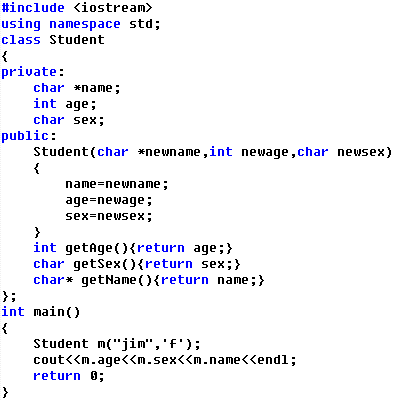 #include <iostream>
using namespace std;
class Student
{
private:
    char *name;
    int age;
    char sex;
public:
    Student(char *newname,int newage,char newsex)
    {
        name=newname;
        age=newage;
        sex=newsex;
    }
    int getAge(){return age;}
    char getSex(){return sex;}
    char* getName(){return name;}
};
int main()
{
    Student m("jim",'f');
    cout<<m.age<<m.sex<<m.name<<endl;
    return 0;
}